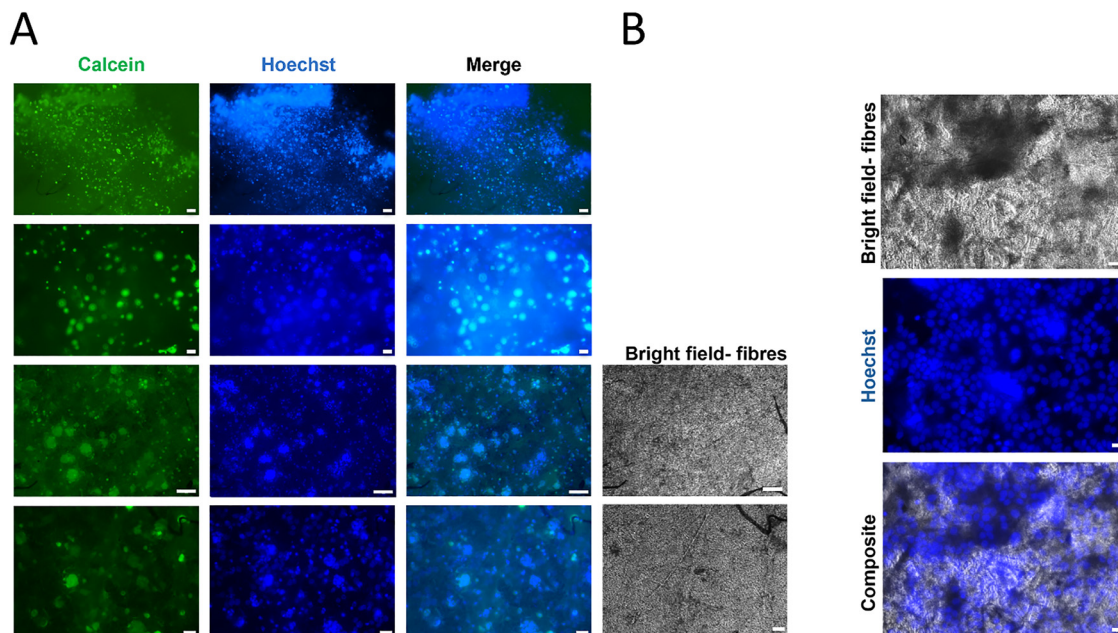 A
B
Calcein
Hoechst
Merge
Bright field- fibres
Bright field- fibres
Hoechst
Composite